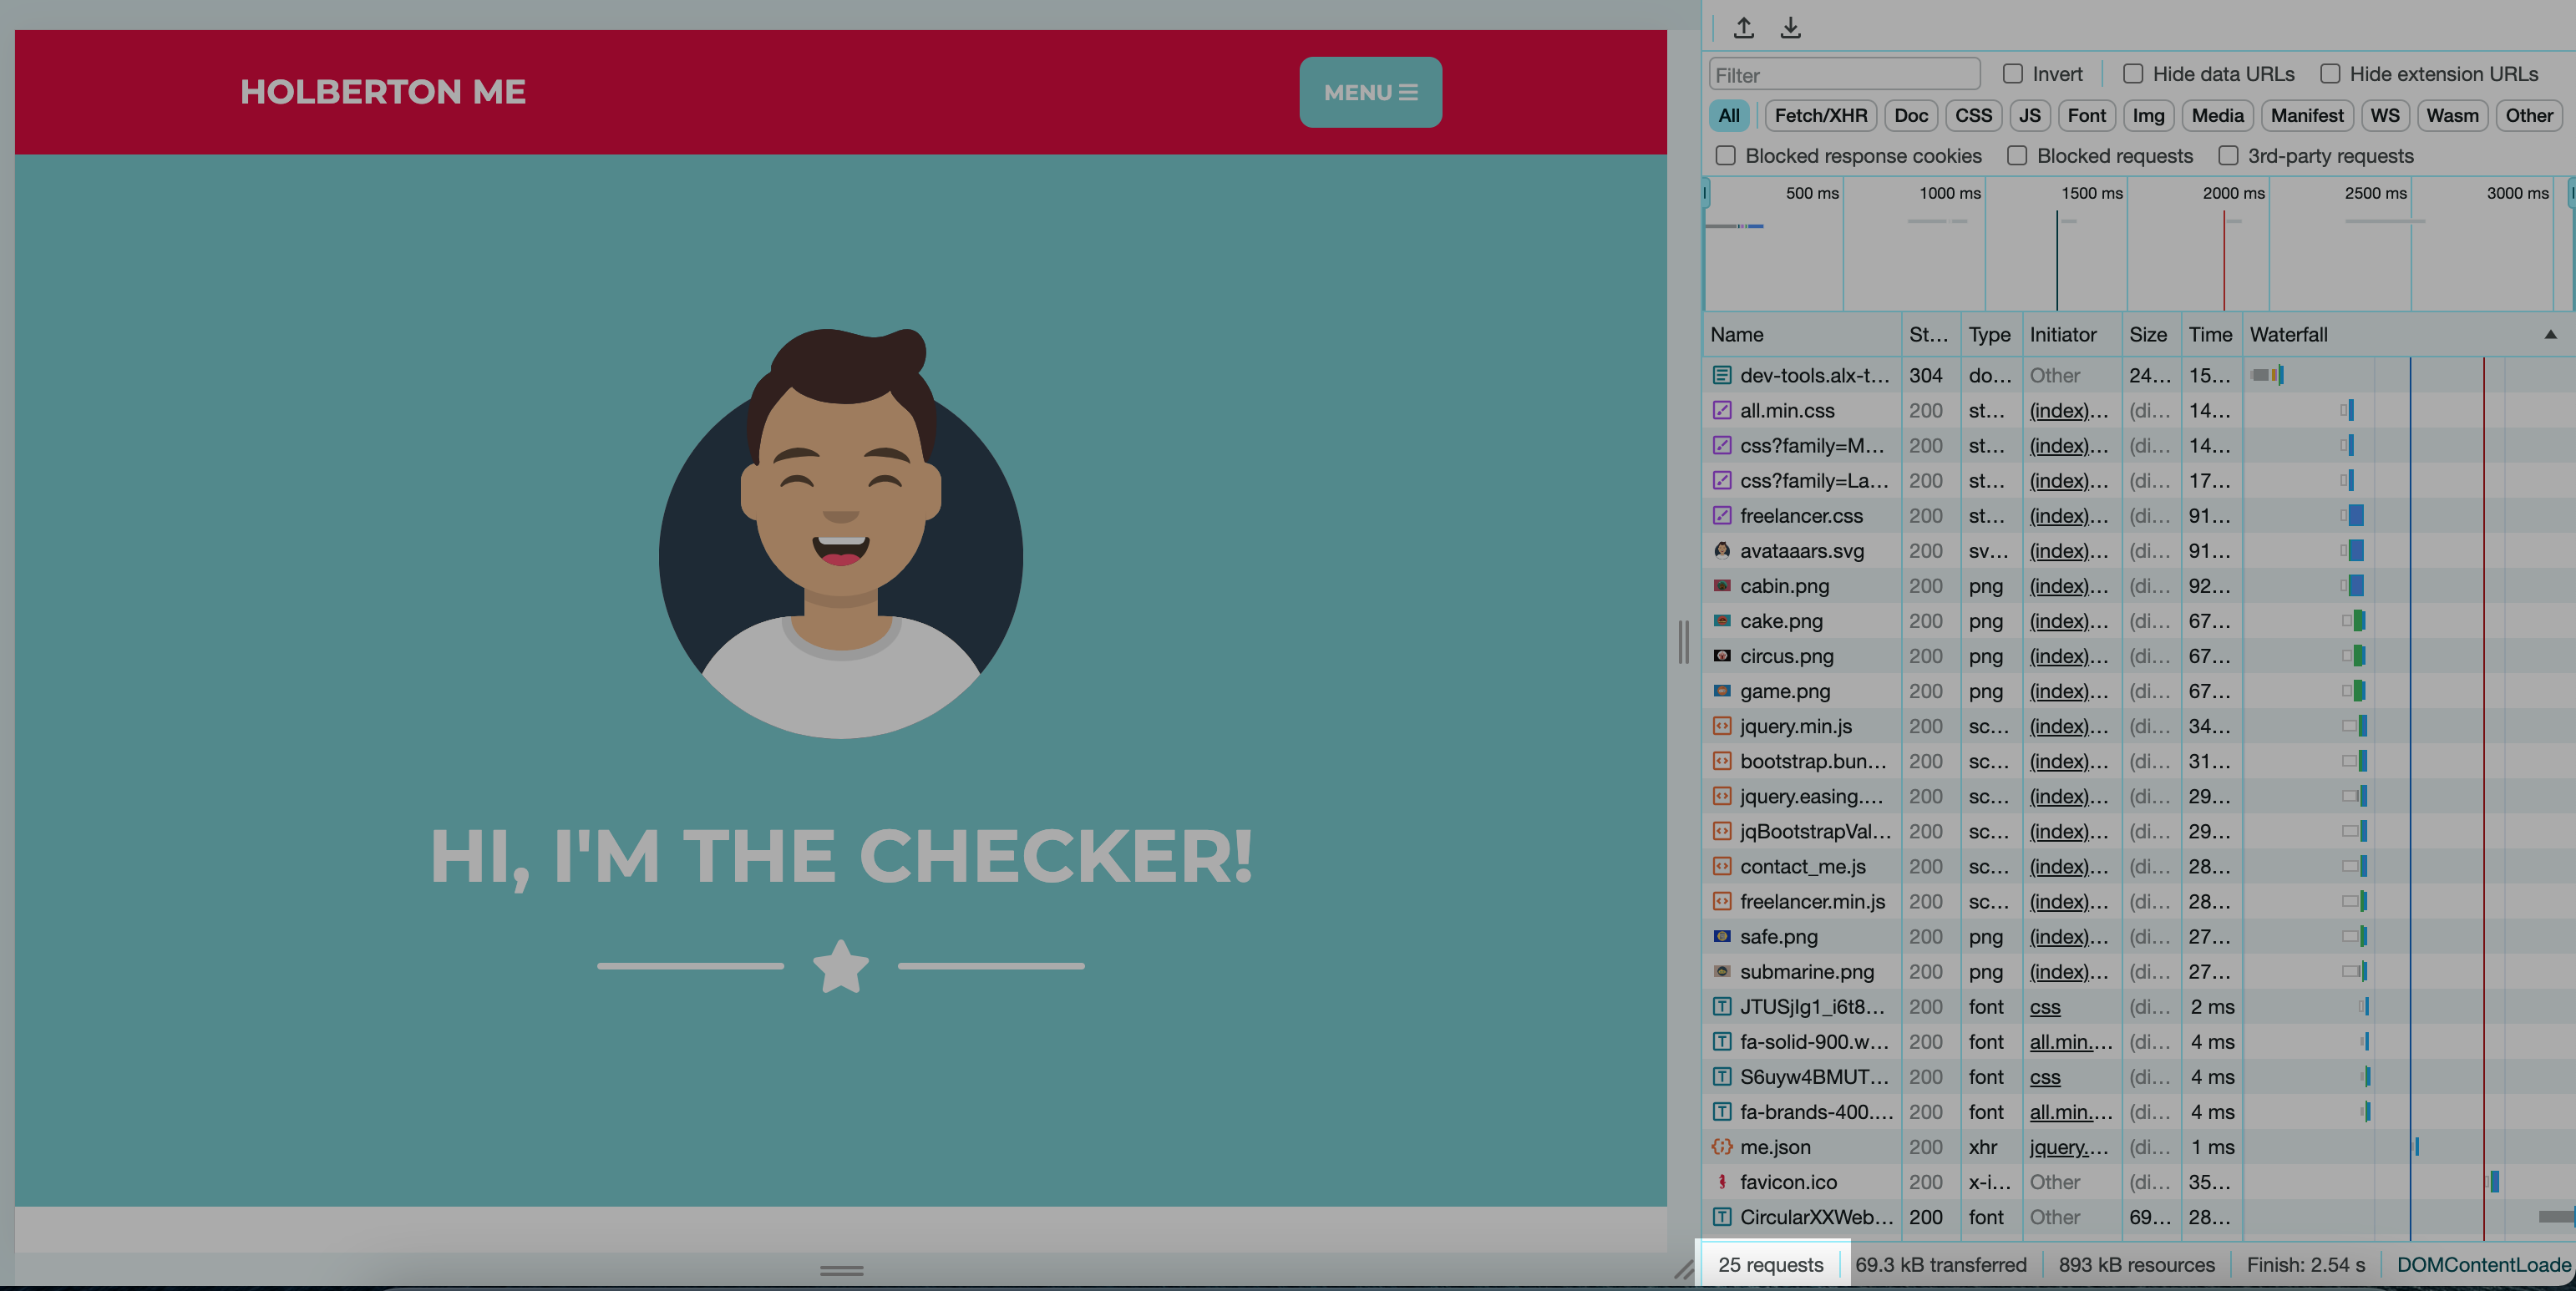 HOLBERTON ME
MENU
HI, I'M THE CHECKER!
Filter
Invert
Hide data URLs
Hide extension URLs
All
Fetch/XHR
Doc
CSS
JS
Font
Img
Media
Manifest
WS
Wasm
Other
Blocked response cookies
Blocked requests
3rd-party requests
500 ms
1000 ms
1500 ms
2000 ms
2500 ms
3000 ms
Name St... Type Initiator Size Time Waterfall
dev-tools.alx-t... 304 do... Other 24... 15...
all.min.css 200 st... (index)... (di... 14...
css?family=M... 200 st... (index)... (di... 14...
css?family=La... 200 st... (index)... (di... 17...
freelancer.css 200 st... (index)... (di... 91...
avataaars.svg 200 sv... (index)... (di... 91...
cabin.png 200 png (index)... (di... 92...
cake.png 200 png (index)... (di... 67...
circus.png 200 png (index)... (di... 67...
game.png 200 png (index)... (di... 67...
jquery.min.js 200 sc... (index)... (di... 34...
bootstrap.bun... 200 sc... (index)... (di... 31...
jquery.easing.... 200 sc... (index)... (di... 29...
jqBootstrapVal... 200 sc... (index)... (di... 29...
contact_me.js 200 sc... (index)... (di... 28...
freelancer.min.js 200 sc... (index)... (di... 28...
safe.png 200 png (index)... (di... 27...
submarine.png 200 png (index)... (di... 27...
JTUSjIg1_i6t8... 200 font css (di... 2 ms
fa-solid-900.w... 200 font all.min.... (di... 4 ms
S6uyw4BMUT... 200 font css (di... 4 ms
fa-brands-400.... 200 font all.min.... (di... 4 ms
me.json 200 xhr jquery.... (di... 1 ms
favicon.ico 200 x-i... Other (di... 35...
CircularXXWeb... 200 font Other 69... 28...
25 requests 69.3 kB transferred 893 kB resources Finish: 2.54 s DOMContentLoade